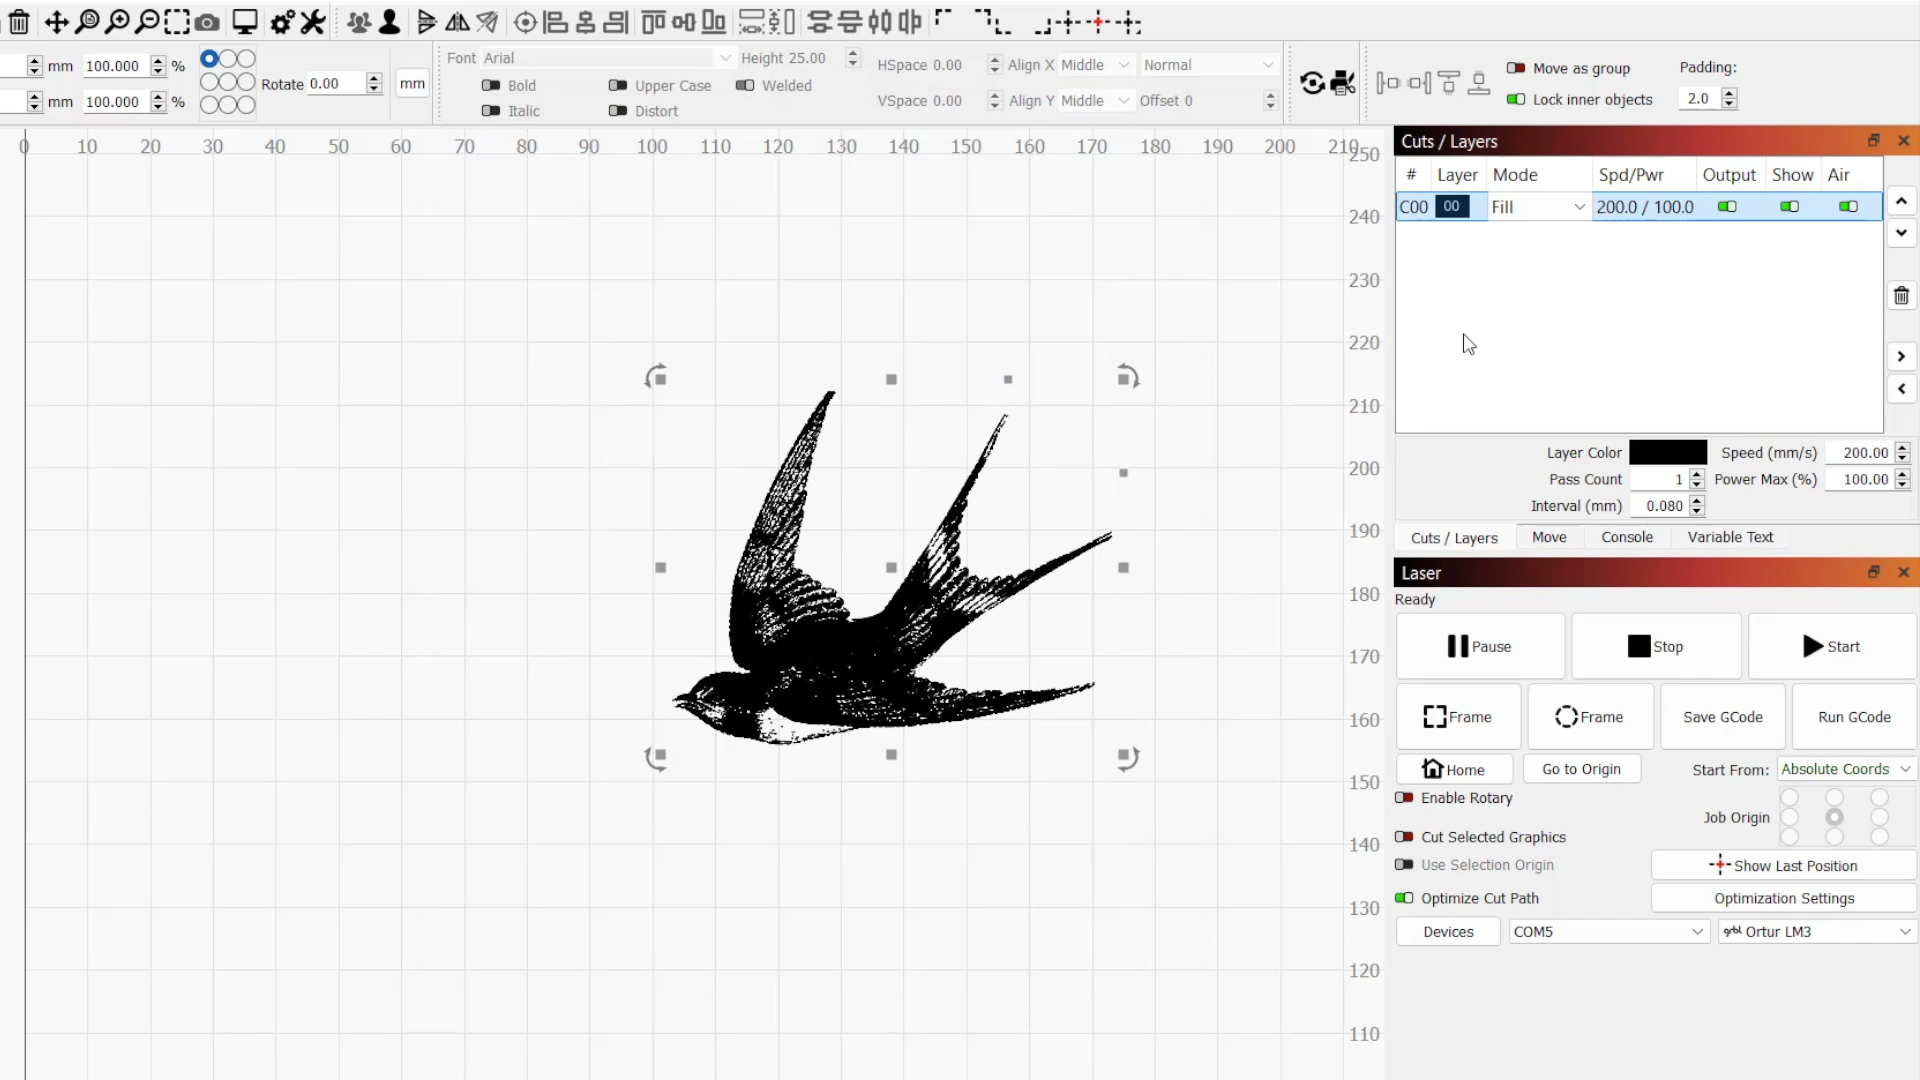 mm 100.000 % Rotate 0.00 mm
mm 100.000 %
Font Arial Height 25.00
Bold Upper Case Welded
Italic Distort
HSpace 0.00 Align X Middle Normal
VSpace 0.00 Align Y Middle Offset 0
Move as group Padding:
Lock inner objects 2.0
0 10 20 30 40 50 60 70 80 90 100 110 120 130 140 150 160 170 180 190 200 210
250
240
230
220
210
200
190
180
170
160
150
140
130
120
110
Cuts / Layers
# Layer Mode Spd/Pwr Output Show Air
C00 00 Fill 200.0 / 100.0
Layer Color Speed (mm/s) 200.00
Pass Count 1 Power Max (%) 100.00
Interval (mm) 0.080
Cuts / Layers Move Console Variable Text
Laser
Ready
Pause Stop Start
Frame Frame Save GCode Run GCode
Home Go to Origin Start From: Absolute Coords
Enable Rotary
Job Origin
Cut Selected Graphics
Use Selection Origin Show Last Position
Optimize Cut Path Optimization Settings
Devices COM5 grbl Ortur LM3